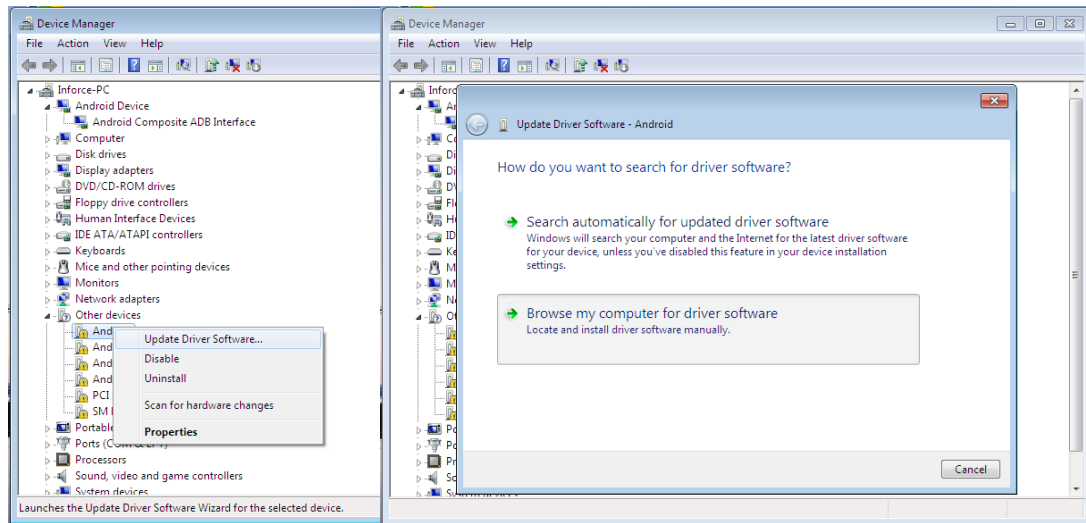 Device Manager
File Action View Help
Inforce-PC
Android Device
Android Composite ADB Interface
Computer
Disk drives
Display adapters
DVD/CD-ROM drives
Floppy drive controllers
Human Interface Devices
IDE ATA/ATAPI controllers
Keyboards
Mice and other pointing devices
Monitors
Network adapters
Other devices
And
And
And
And
PCI
SM
Portable
Ports (C
Processors
Sound, video and game controllers
System devices
Update Driver Software...
Disable
Uninstall
Scan for hardware changes
Properties
Launches the Update Driver Software Wizard for the selected device.
Device Manager
File Action View Help
Inforc
Update Driver Software - Android
How do you want to search for driver software?
Search automatically for updated driver software
Windows will search your computer and the Internet for the latest driver software
for your device, unless you've disabled this feature in your device installation
settings.
Browse my computer for driver software
Locate and install driver software manually.
Cancel